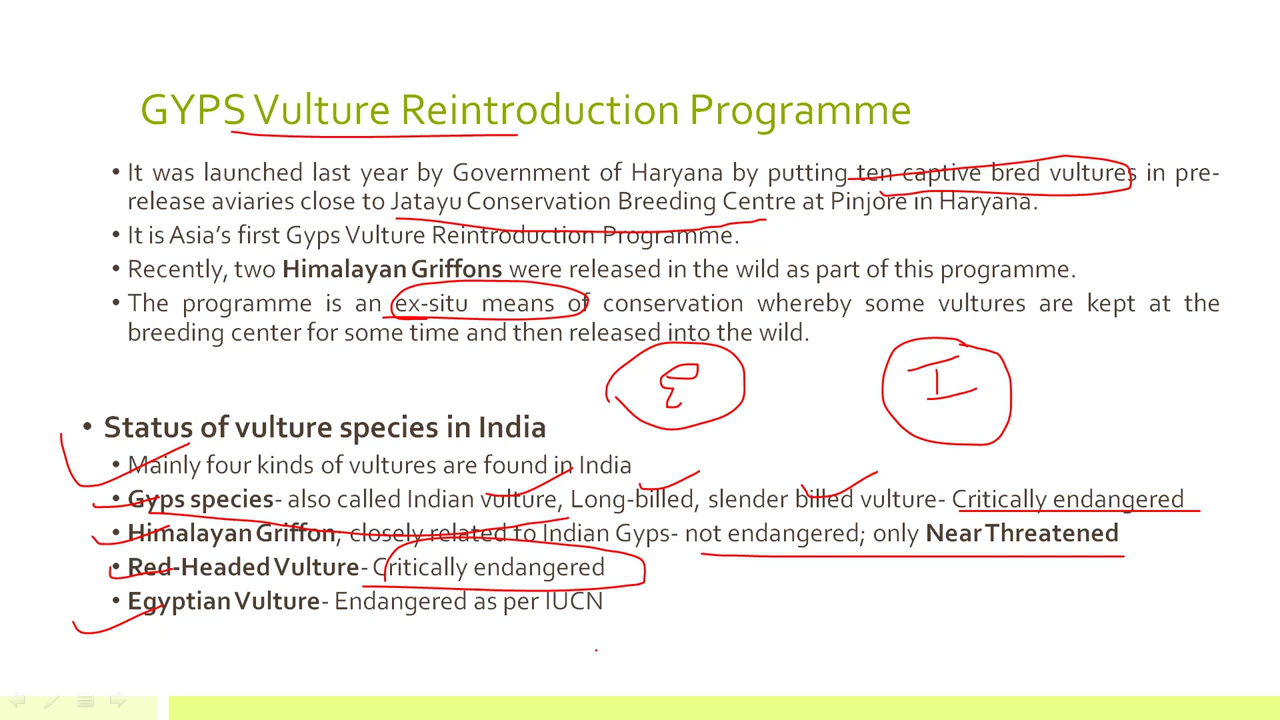 GYPS Vulture Reintroduction Programme
• It was launched last year by Government of Haryana by putting ten captive bred vultures in pre-
release aviaries close to Jatayu Conservation Breeding Centre at Pinjore in Haryana.
• It is Asia's first Gyps Vulture Reintroduction Programme.
• Recently, two Himalayan Griffons were released in the wild as part of this programme.
• The programme is an ex-situ means of conservation whereby some vultures are kept at the
breeding center for some time and then released into the wild.
E I
• Status of vulture species in India
• Mainly four kinds of vultures are found in India
• Gyps species- also called Indian vulture, Long-billed, slender billed vulture- Critically endangered
• Himalayan Griffon, closely related to Indian Gyps- not endangered; only Near Threatened
• Red-Headed Vulture- Critically endangered
• Egyptian Vulture- Endangered as per IUCN